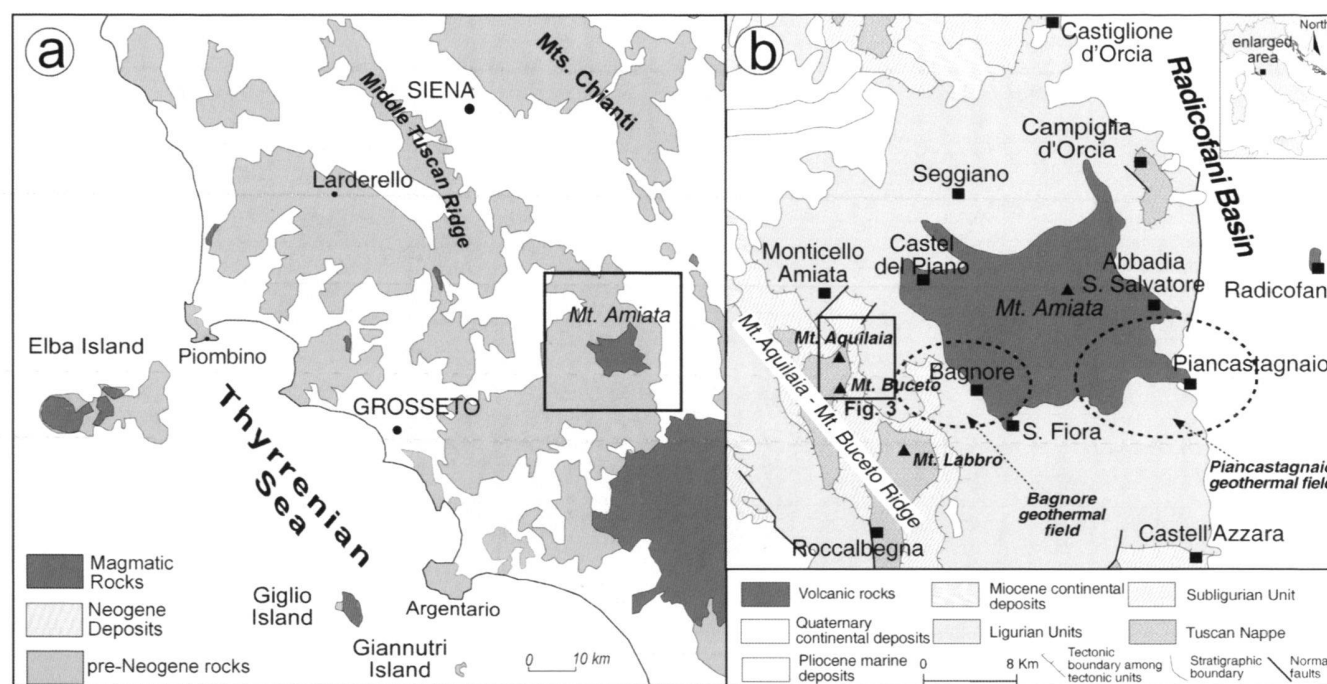 a
SIENA
Mts. Chianti
Middle Tuscan Ridge
Larderello
Mt. Amiata
Elba Island
Piombino
GROSSETO
Thyrrenian
Sea
Magmatic
Rocks
Neogene
Deposits
pre-Neogene rocks
Giglio
Island
Argentario
Giannutri
Island
0 10 km
b
Castiglione
d'Orcia
North
enlarged
area
Radicofani Basin
Campiglia
d'Orcia
Seggiano
Monticello
Amiata
Castel
del Piano
Abbadia
S. Salvatore
Mt. Amiata
Radicofan
Mt. Aquilaia
Mt. Buceto
Fig. 3
Bagnore
Piancastagnaio
Mt. Aquilaia - Mt. Buceto Ridge
S. Fiora
Mt. Labbro
Piancastagnaio
geothermal field
Bagnore
geothermal
field
Roccalbegna
Castell'Azzara
Volcanic rocks
Miocene continental
deposits
Subligurian Unit
Quaternary
continental deposits
Ligurian Units
Tuscan Nappe
Pliocene marine
deposits
0 8 Km
Tectonic
boundary among
tectonic units
Stratigraphic
boundary
Norma
faults